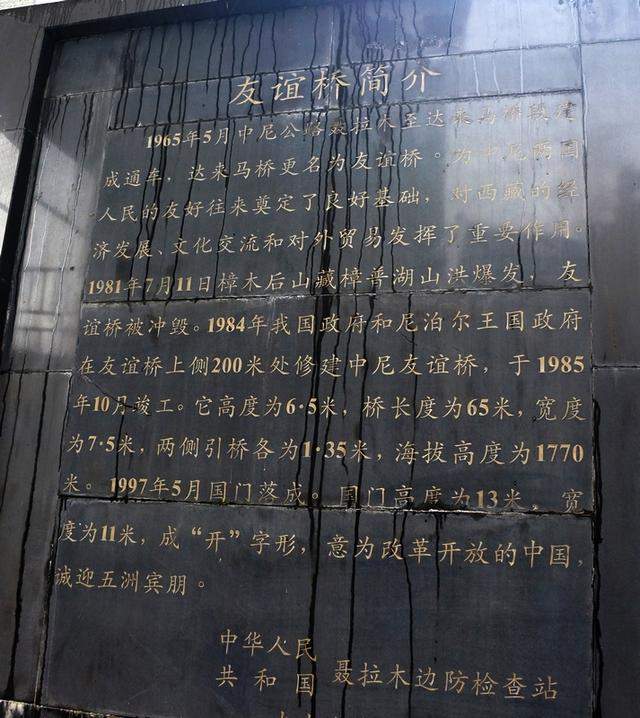 友谊桥简介
1965年5月中尼公路聂拉木至达来马桥段建
成通车，达来马桥更名为友谊桥。为中尼两国
人民的友好往来奠定了良好基础，对西藏的经
济发展、文化交流和对外贸易发挥了重要作用。
1981年7月11日樟木后山藏樟普湖山洪爆发，友
谊桥被冲毁。1984年我国政府和尼泊尔王国政府
在友谊桥上侧200米处修建中尼友谊桥，于1985
年10月竣工。它高度为6·5米，桥长度为65米，宽度
为7·5米，两侧引桥各为1·35米，海拔高度为1770
米。1997年5月国门落成。国门高度为13米，宽
度为11米，成“开”字形，意为改革开放的中国，
诚迎五洲宾朋。
中华人民
共和国 聂拉木边防检查站